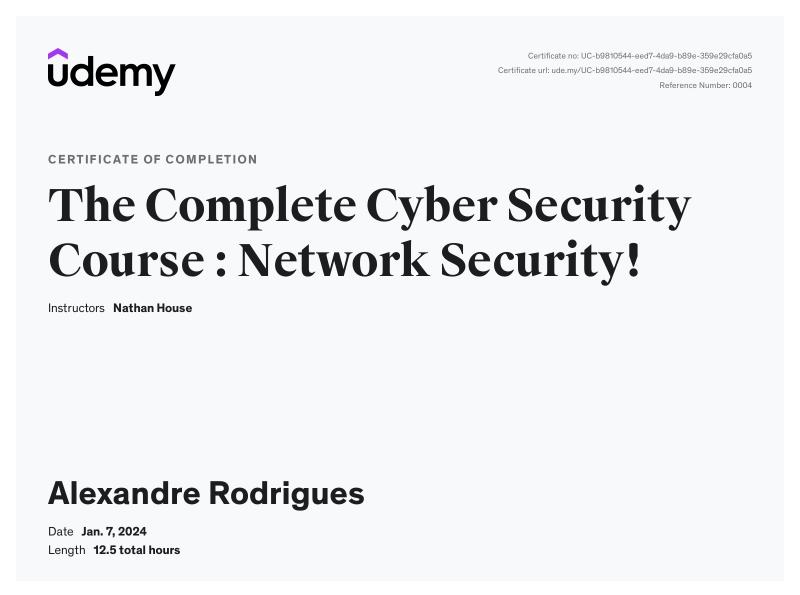 udemy
Certificate no: UC-b9810544-eed7-4da9-b89e-359e29cfa0a5
Certificate url: ude.my/UC-b9810544-eed7-4da9-b89e-359e29cfa0a5
Reference Number: 0004
CERTIFICATE OF COMPLETION
The Complete Cyber Security
Course : Network Security!
Instructors Nathan House
Alexandre Rodrigues
Date Jan. 7, 2024
Length 12.5 total hours